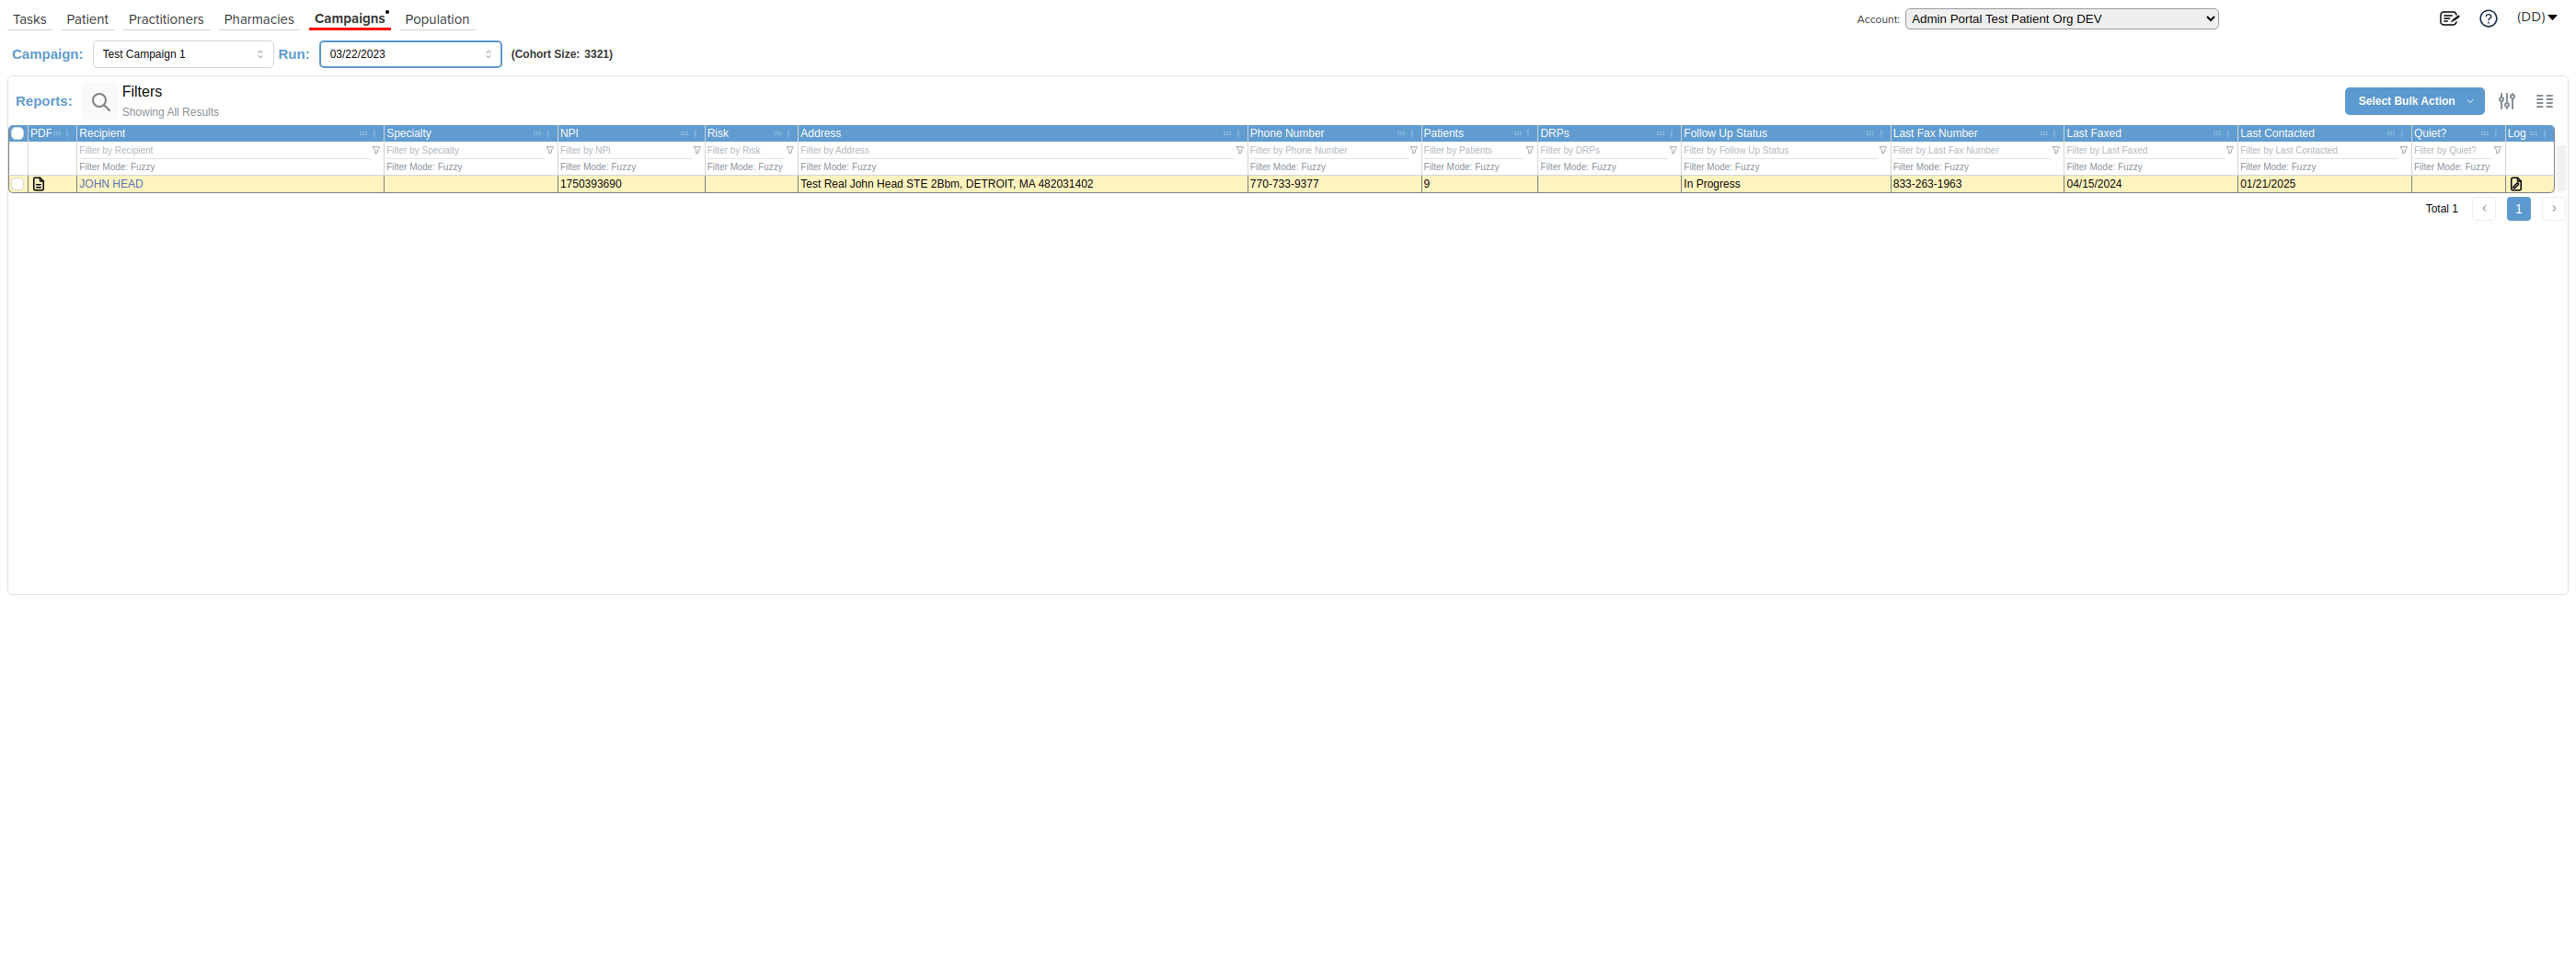 Tasks Patient Practitioners Pharmacies Campaigns Population Account: Admin Portal Test Patient Org DEV (DD)
Campaign: Test Campaign 1 Run: 03/22/2023 (Cohort Size: 3321)
Filters
Reports: Select Bulk Action
Showing All Results
PDF Recipient Specialty NPI Risk Address Phone Number Patients DRPs Follow Up Status Last Fax Number Last Faxed Last Contacted Quiet? Log
Filter by Recipient Filter by Specialty Filter by NPI Filter by Risk Filter by Address Filter by Phone Number Filter by Patients Filter by DRPs Filter by Follow Up Status Filter by Last Fax Number Filter by Last Faxed Filter by Last Contacted Filter by Quiet?
Filter Mode: Fuzzy Filter Mode: Fuzzy Filter Mode: Fuzzy Filter Mode: Fuzzy Filter Mode: Fuzzy Filter Mode: Fuzzy Filter Mode: Fuzzy Filter Mode: Fuzzy Filter Mode: Fuzzy Filter Mode: Fuzzy Filter Mode: Fuzzy Filter Mode: Fuzzy Filter Mode: Fuzzy
JOHN HEAD 1750393690 Test Real John Head STE 2Bbm, DETROIT, MA 482031402 770-733-9377 9 In Progress 833-263-1963 04/15/2024 01/21/2025
Total 1 1